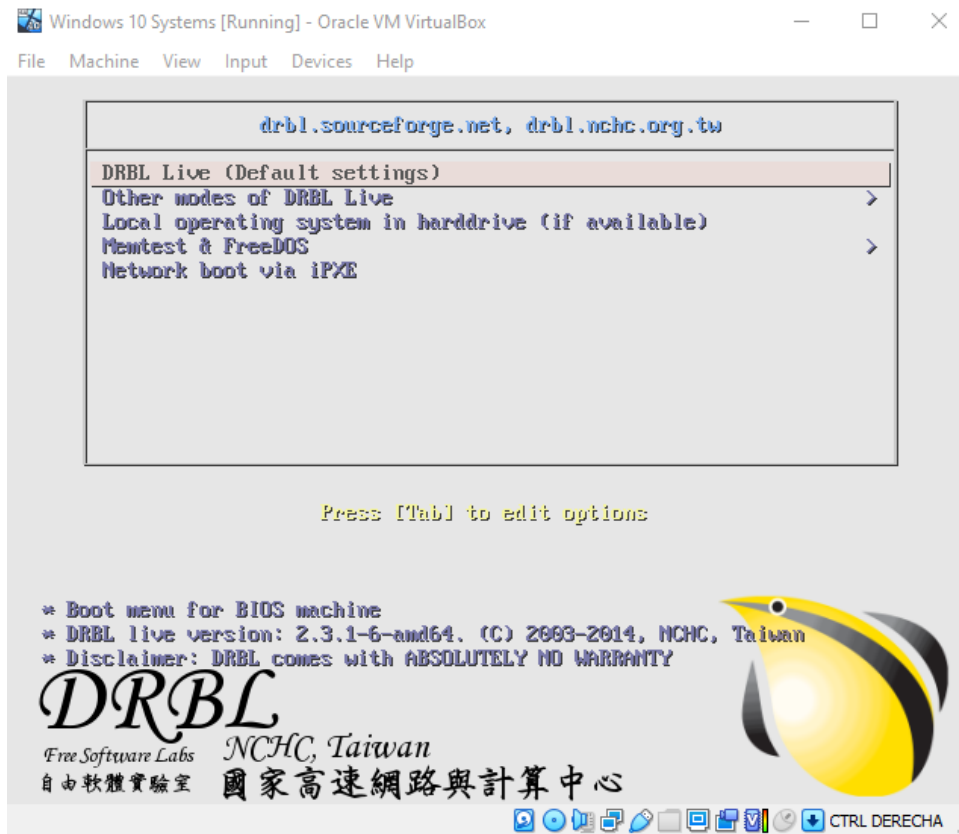 Windows 10 Systems [Running] - Oracle VM VirtualBox
File Machine View Input Devices Help
drbl.sourceforge.net, drbl.nchc.org.tw
DRBL Live (Default settings)
Other modes of DRBL Live >
Local operating system in harddrive (if available)
Memtest & FreeDOS >
Network boot via iPXE
Press [Tab] to edit options
* Boot menu for BIOS machine
* DRBL live version: 2.3.1-6-amd64. (C) 2003-2014, NCHC, Taiwan
* Disclaimer: DRBL comes with ABSOLUTELY NO WARRANTY
DRBL
Free Software Labs NCHC, Taiwan
自由軟體實驗室 國家高速網路與計算中心
CTRL DERECHA